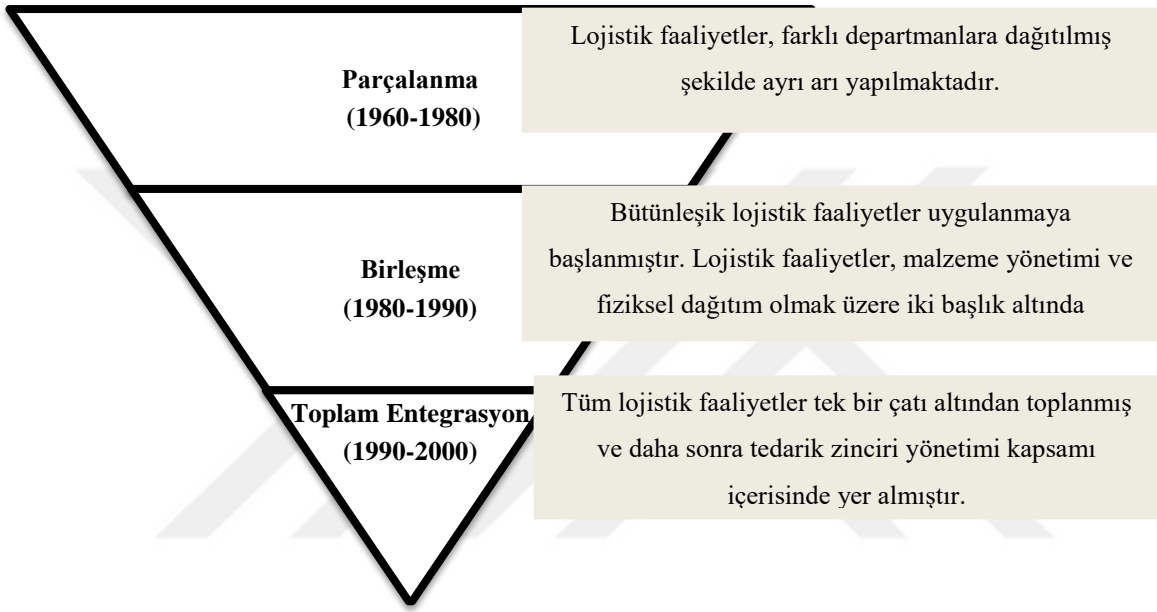 Parçalanma
(1960-1980)
Lojistik faaliyetler, farklı departmanlara dağıtılmış
şekilde ayrı arı yapılmaktadır.
Birleşme
(1980-1990)
Bütünleşik lojistik faaliyetler uygulanmaya
başlanmıştır. Lojistik faaliyetler, malzeme yönetimi ve
fiziksel dağıtım olmak üzere iki başlık altında
Toplam Entegrasyon
(1990-2000)
Tüm lojistik faaliyetler tek bir çatı altından toplanmış
ve daha sonra tedarik zinciri yönetimi kapsamı
içerisinde yer almıştır.